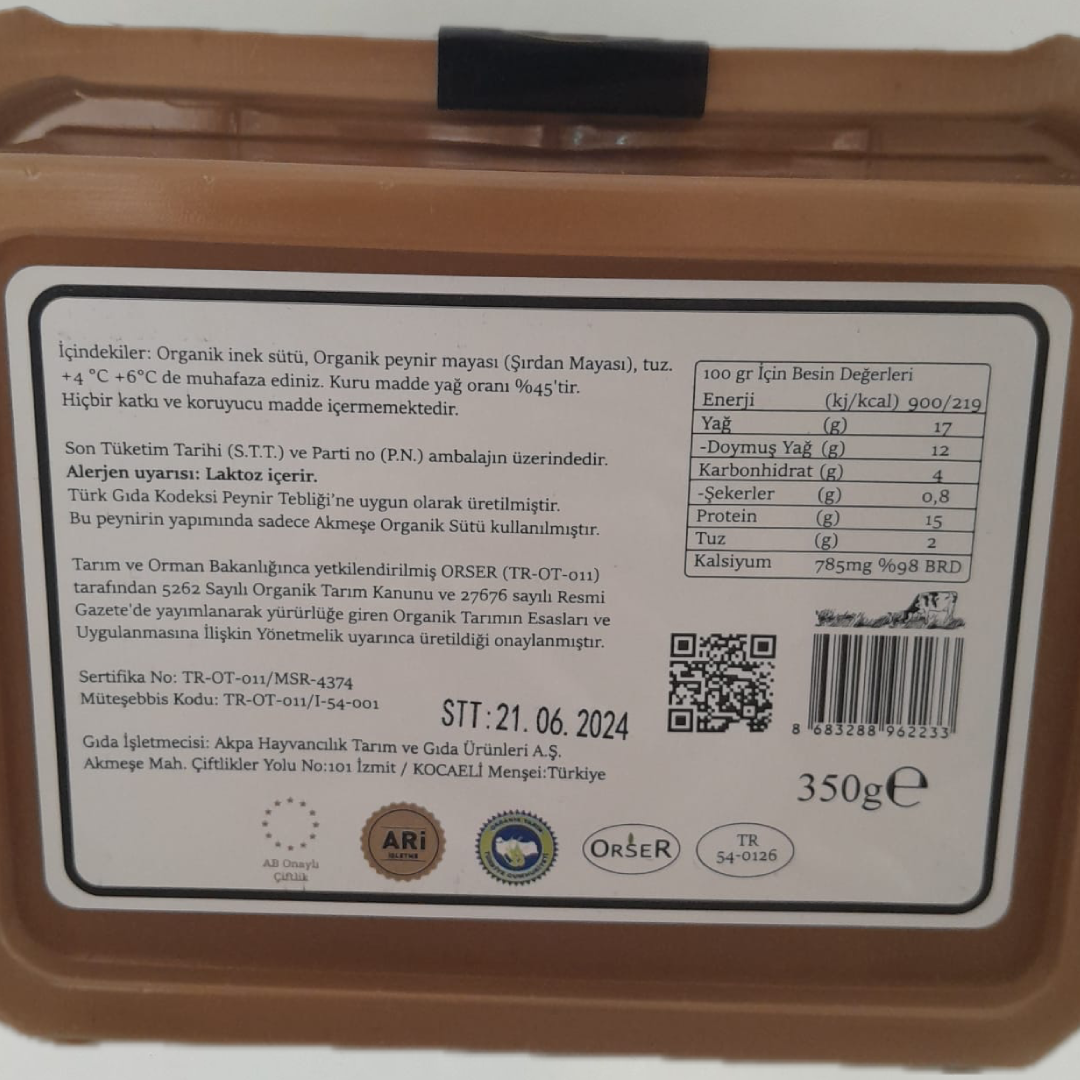 İçindekiler: Organik inek sütü, Organik peynir mayası (Şırdan Mayası), tuz.
+4 °C +6°C de muhafaza ediniz. Kuru madde yağ oranı %45'tir.
Hiçbir katkı ve koruyucu madde içermemektedir.
Son Tüketim Tarihi (S.T.T.) ve Parti no (P.N.) ambalajın üzerindedir.
Alerjen uyarısı: Laktoz içerir.
Türk Gıda Kodeksi Peynir Tebliği'ne uygun olarak üretilmiştir.
Bu peynirin yapımında sadece Akmeşe Organik Sütü kullanılmıştır.
Tarım ve Orman Bakanlığınca yetkilendirilmiş ORSER (TR-OT-011)
tarafından 5262 Sayılı Organik Tarım Kanunu ve 27676 sayılı Resmi
Gazete'de yayımlanarak yürürlüğe giren Organik Tarımın Esasları ve
Uygulanmasına İlişkin Yönetmelik uyarınca üretildiği onaylanmıştır.
Sertifika No: TR-OT-011/MSR-4374
Müteşebbis Kodu: TR-OT-011/I-54-001
STT:21.06.2024
Gıda İşletmecisi: Akpa Hayvancılık Tarım ve Gıda Ürünleri A.Ş.
Akmeşe Mah. Çiftlikler Yolu No:101 İzmit / KOCAELİ Menşei:Türkiye
100 gr İçin Besin Değerleri
Enerji (kj/kcal) 900/219
Yağ (g) 17
-Doymuş Yağ (g) 12
Karbonhidrat (g) 4
-Şekerler (g) 0,8
Protein (g) 15
Tuz (g) 2
Kalsiyum 785mg %98 BRD
8 683288 962233
350g℮
AB Onaylı
Çiftlik
ARİ
İŞLETME
ORGANİK TARIM
TÜRKİYE CUMHURİYETİ
ORSER
TR
54-0126